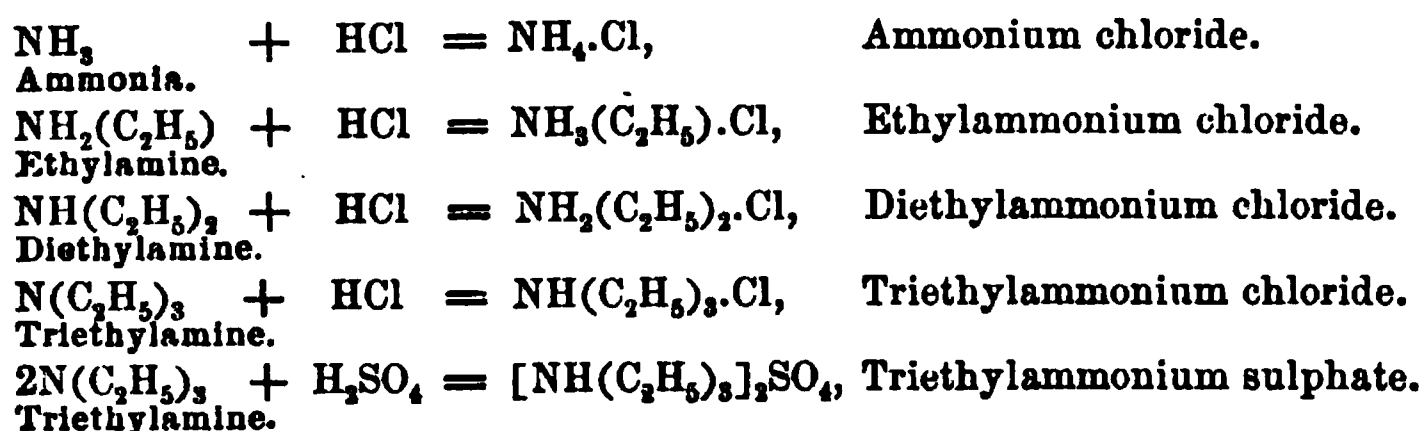 NH₃ + HCl = NH₄.Cl, Ammonium chloride.
Ammonia.
NH₂(C₂H₅) + HCl = NH₃(C₂H₅).Cl, Ethylammonium chloride.
Ethylamine.
NH(C₂H₅)₂ + HCl = NH₂(C₂H₅)₂.Cl, Diethylammonium chloride.
Diethylamine.
N(C₂H₅)₃ + HCl = NH(C₂H₅)₃.Cl, Triethylammonium chloride.
Triethylamine.
2N(C₂H₅)₃ + H₂SO₄ = [NH(C₂H₅)₃]₂SO₄, Triethylammonium sulphate.
Triethylamine.